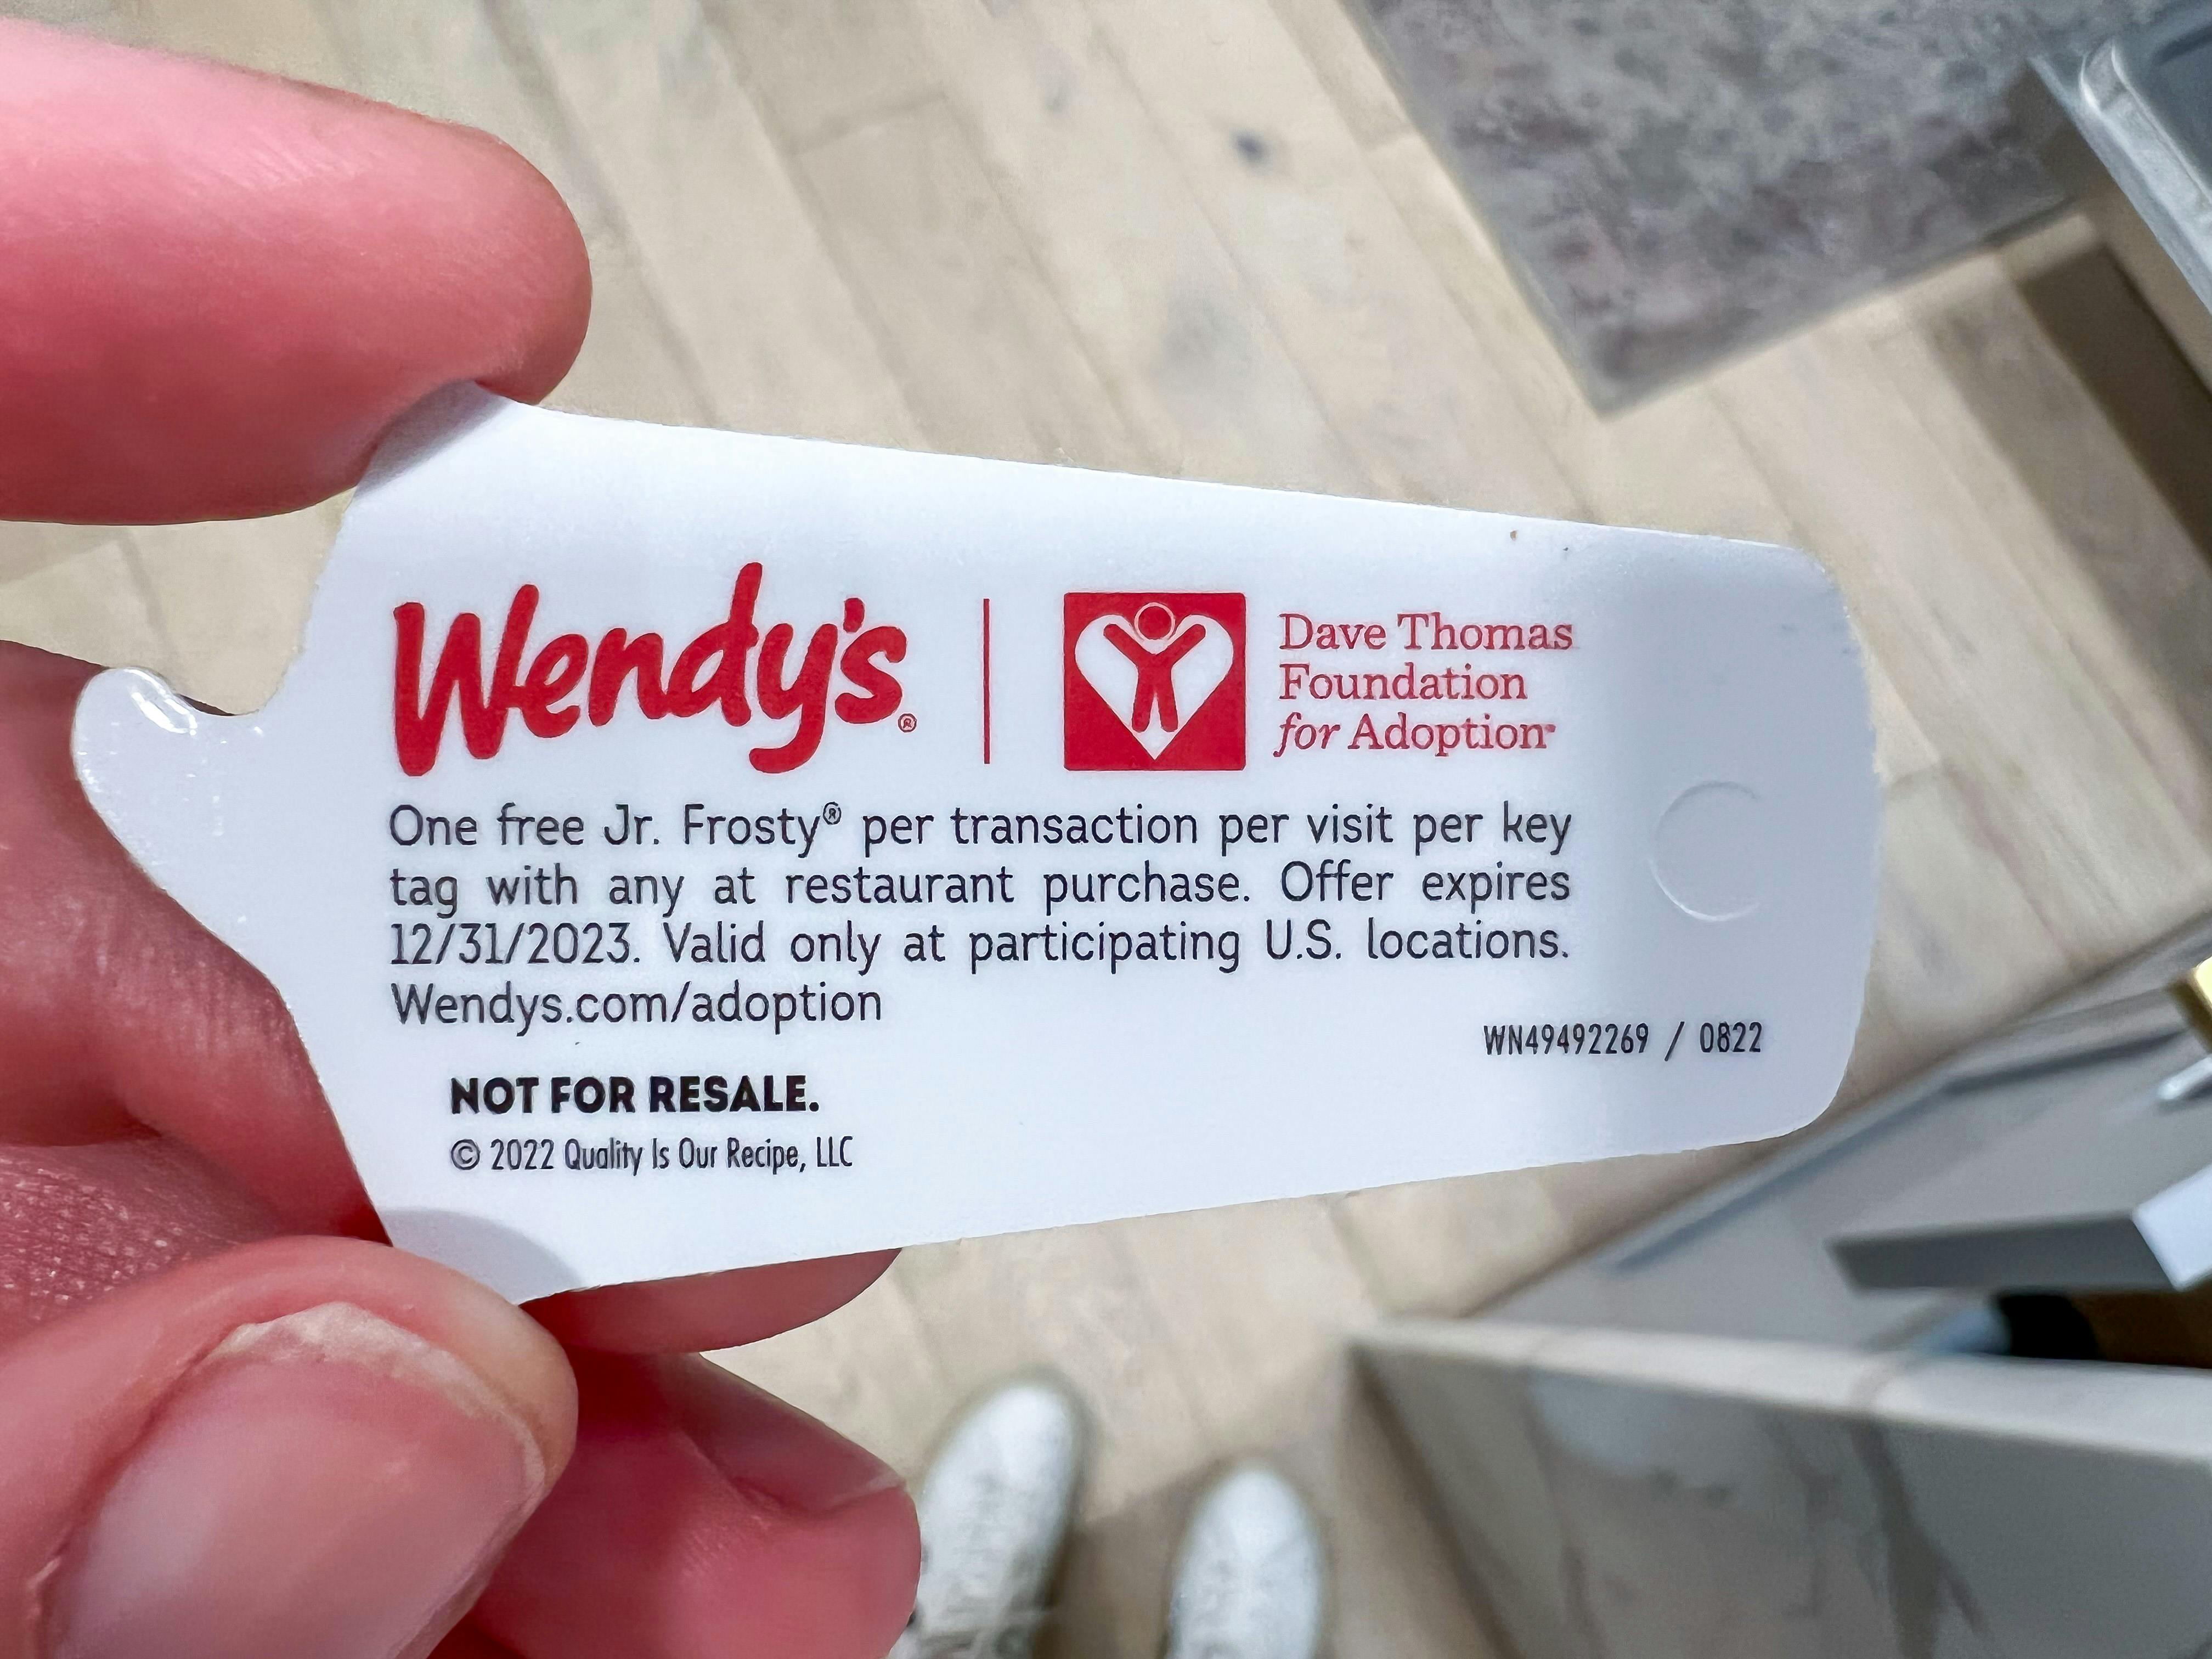 Wendy's®
Dave Thomas
Foundation
for Adoption®
One free Jr. Frosty® per transaction per visit per key
tag with any at restaurant purchase. Offer expires
12/31/2023. Valid only at participating U.S. locations.
Wendys.com/adoption
WN49492269 / 0822
NOT FOR RESALE.
© 2022 Quality Is Our Recipe, LLC